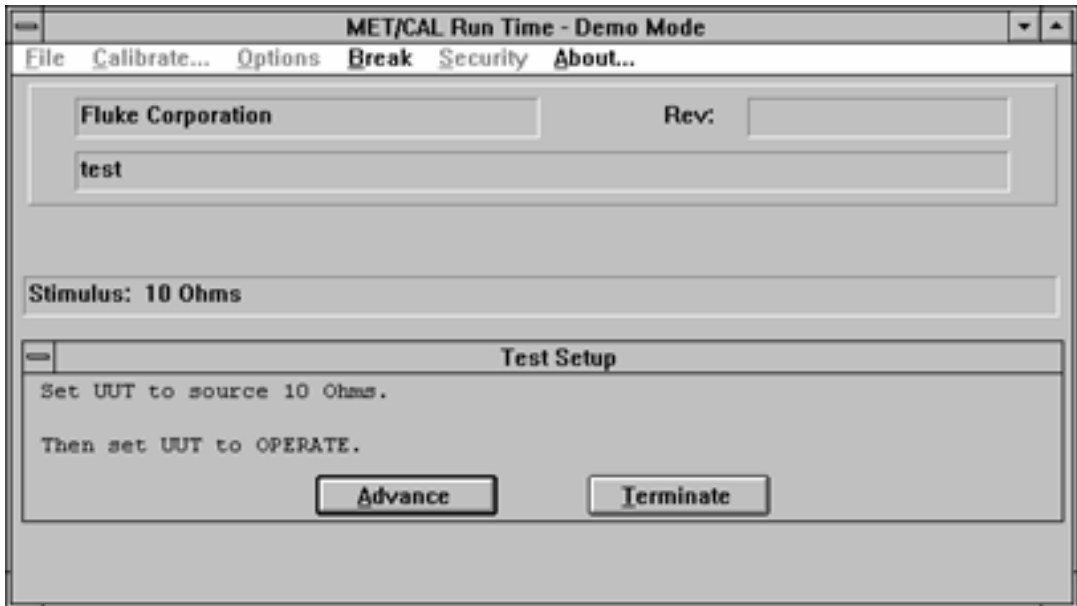 MET/CAL Run Time - Demo Mode
File Calibrate... Options Break Security About...
Fluke Corporation Rev:
test
Stimulus: 10 Ohms
Test Setup
Set UUT to source 10 Ohms.
Then set UUT to OPERATE.
Advance Terminate